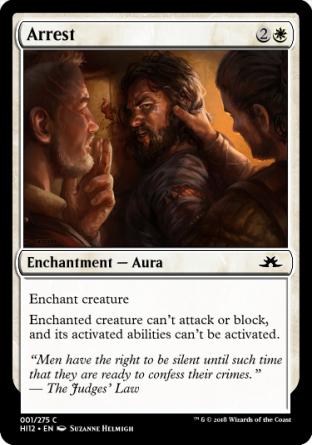 Arrest 2
Enchantment — Aura
Enchant creature
Enchanted creature can't attack or block,
and its activated abilities can't be activated.
“Men have the right to be silent until such time
that they are ready to confess their crimes.”
— The Judges' Law
001/275 C
HI12 • EN SUZANNE HELMIGH
™ & © 2018 Wizards of the Coast